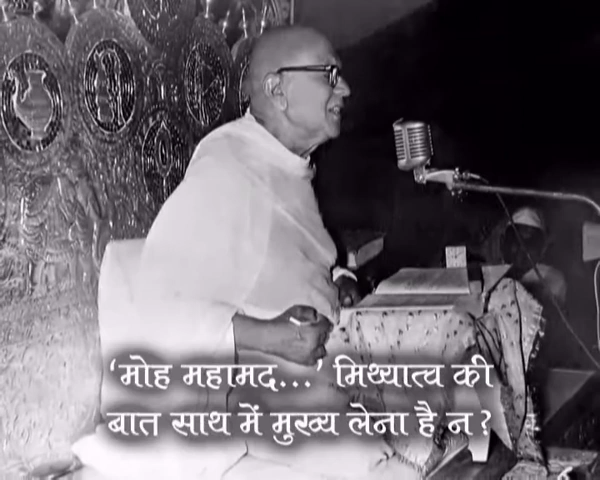 ‘मोह महामद...’ मिथ्यात्व की
बात साथ में मुख्य लेना है न?